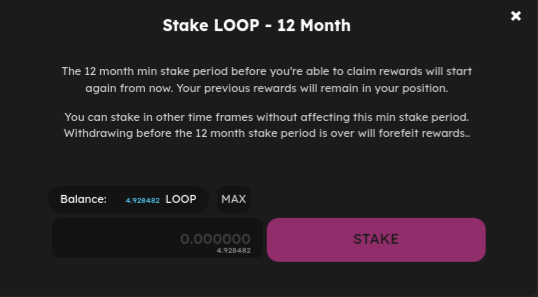 Stake LOOP - 12 Month
The 12 month min stake period before you're able to claim rewards will start
again from now. Your previous rewards will remain in your position.
You can stake in other time frames without affecting this min stake period.
Withdrawing before the 12 month stake period is over will forefeit rewards..
Balance: 4.928482 LOOP MAX
0.000000
4.928482
STAKE